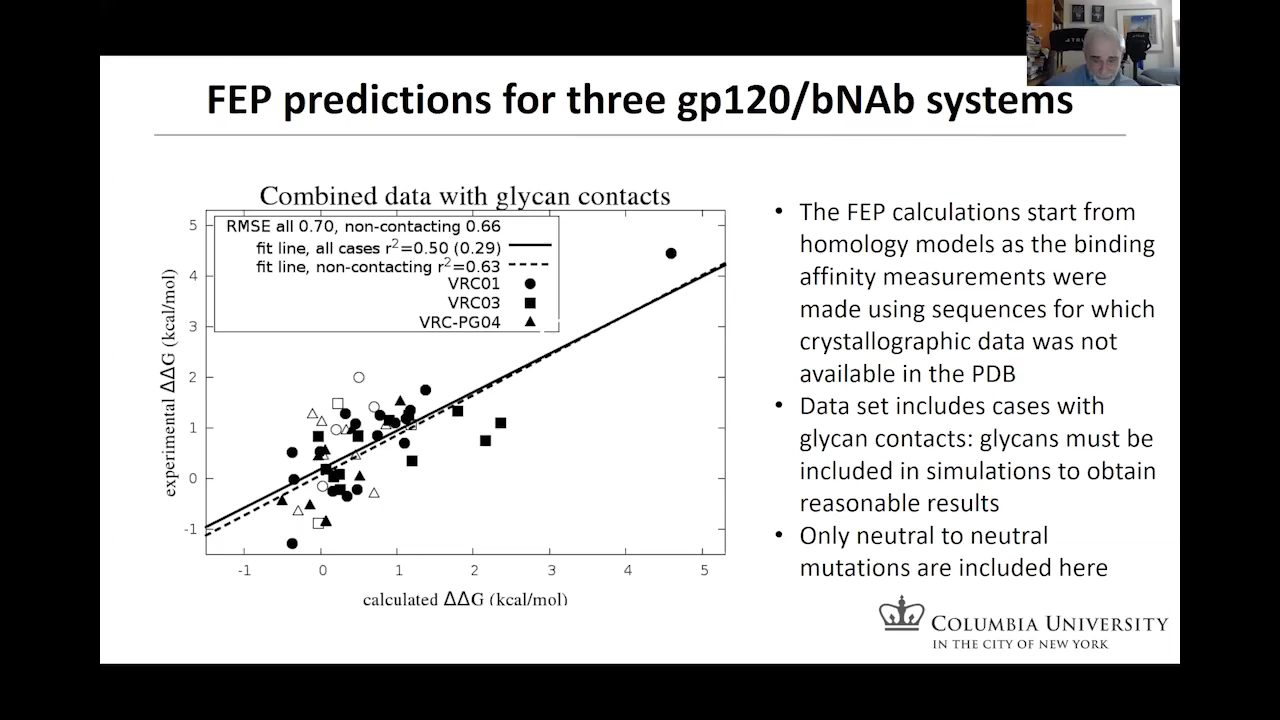 FEP predictions for three gp120/bNAb systems
Combined data with glycan contacts
RMSE all 0.70, non-contacting 0.66
fit line, all cases r²=0.50 (0.29)
fit line, non-contacting r²=0.63
VRC01
VRC03
VRC-PG04
experimental ΔΔG (kcal/mol)
5
4
3
2
1
0
-1
-1 0 1 2 3 4 5
calculated ΔΔG (kcal/mol)
• The FEP calculations start from
homology models as the binding
affinity measurements were
made using sequences for which
crystallographic data was not
available in the PDB
• Data set includes cases with
glycan contacts: glycans must be
included in simulations to obtain
reasonable results
• Only neutral to neutral
mutations are included here
COLUMBIA UNIVERSITY
IN THE CITY OF NEW YORK